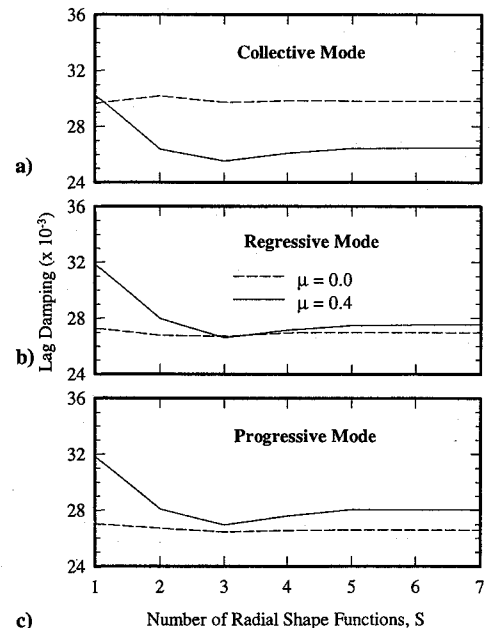 36
32
28
24
Collective Mode
a)
36
32
28
24
Regressive Mode
μ = 0.0
μ = 0.4
b)
Lag Damping (x 10⁻³)
36
32
28
24
Progressive Mode
1 2 3 4 5 6 7
c)
Number of Radial Shape Functions, S